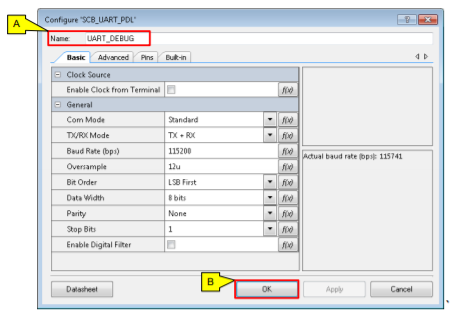 Configure 'SCB_UART_PDL'
A
Name: UART_DEBUG
Basic Advanced Pins Built-in
Clock Source
Enable Clock from Terminal f(x)
General
Com Mode Standard f(x)
TX/RX Mode TX + RX f(x)
Baud Rate (bps) 115200 f(x)
Actual baud rate (bps): 115741
Oversample 12u f(x)
Bit Order LSB First f(x)
Data Width 8 bits f(x)
Parity None f(x)
Stop Bits 1 f(x)
Enable Digital Filter f(x)
B
Datasheet OK Apply Cancel